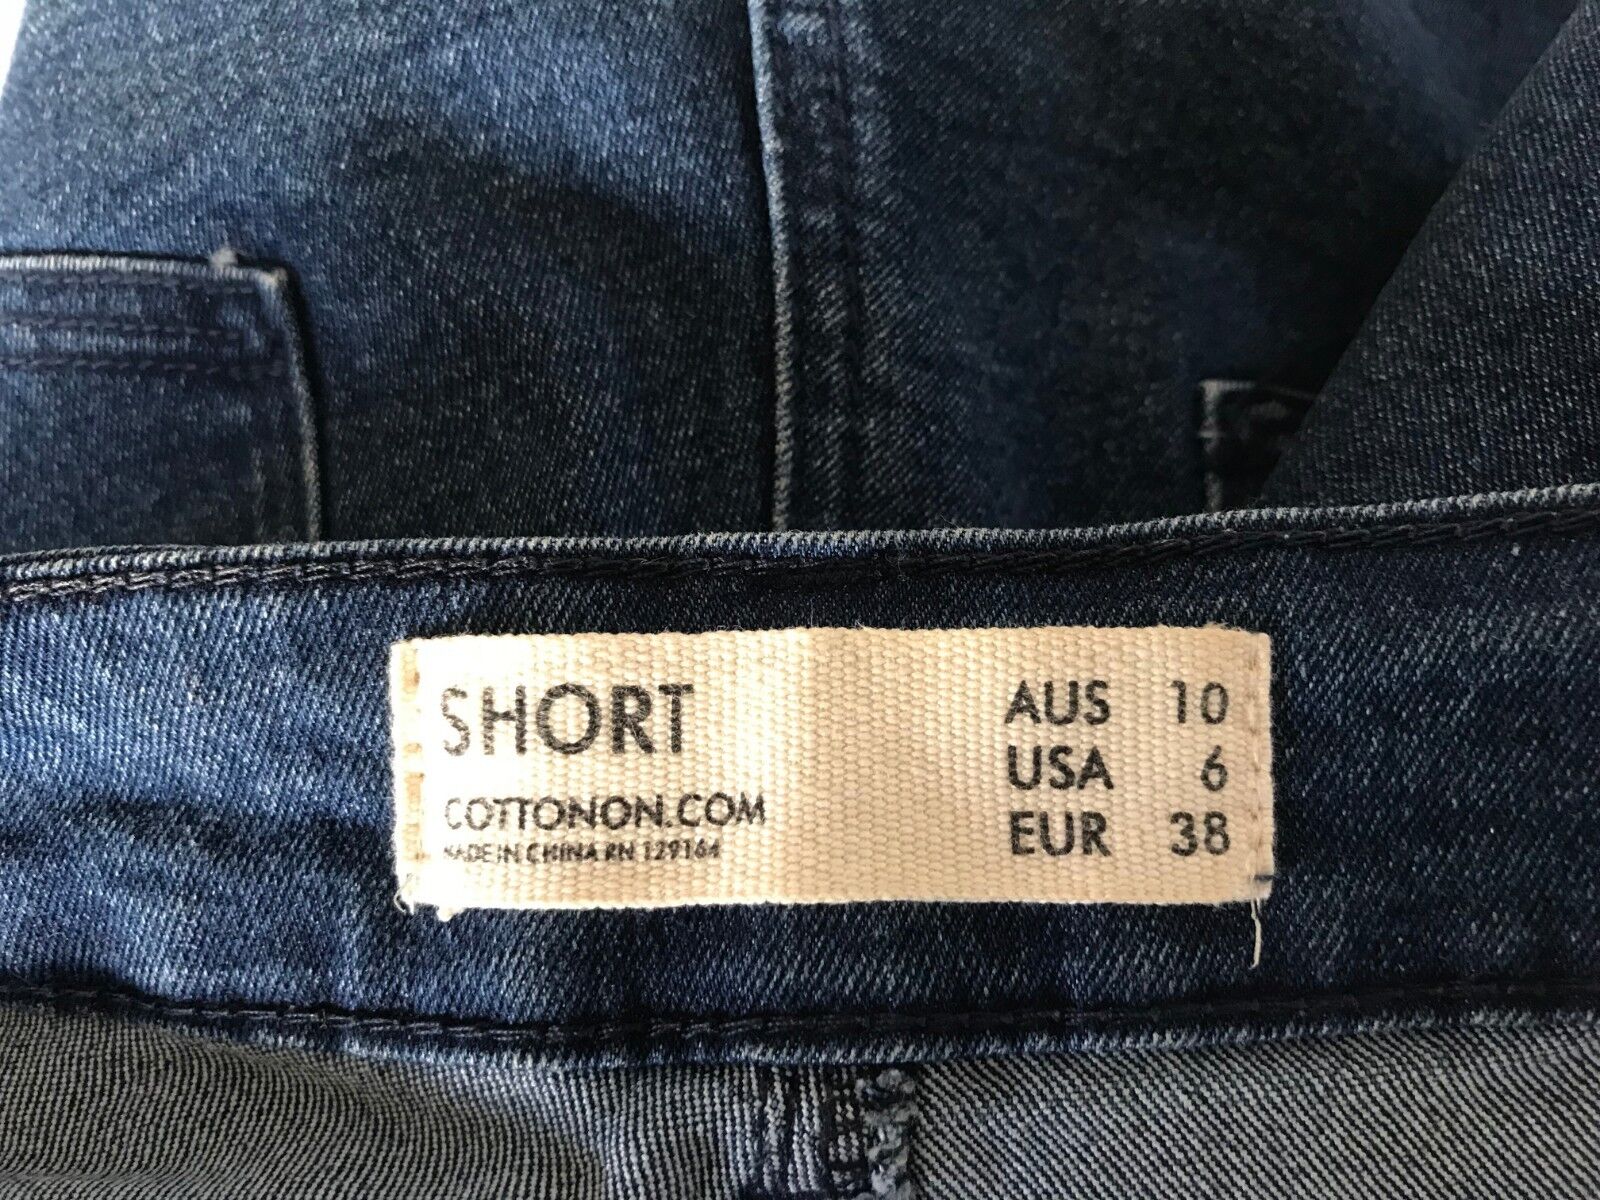 SHORT
COTTONON.COM
MADE IN CHINA RN 129164
AUS 10
USA 6
EUR 38